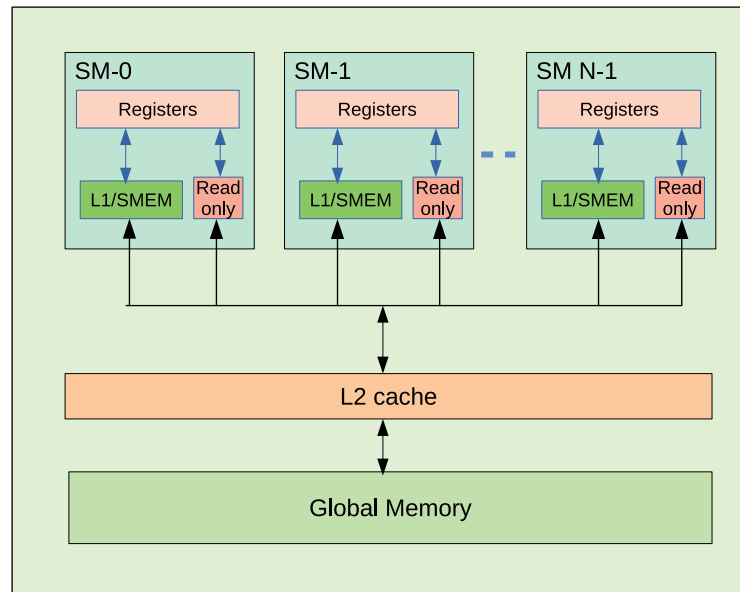 SM-0
Registers
L1/SMEM
Read
only
SM-1
Registers
L1/SMEM
Read
only
SM N-1
Registers
L1/SMEM
Read
only
L2 cache
Global Memory